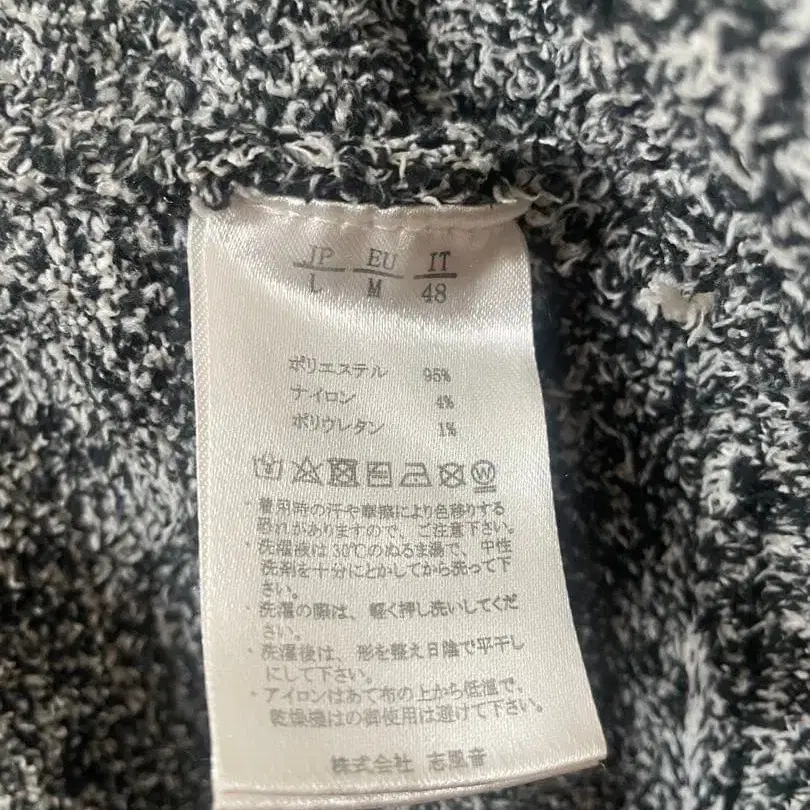 JP EU IT
L M 48
ポリエステル 95%
ナイロン 4%
ポリウレタン 1%
W
・着用時の汗や摩擦により色移りする
恐れがありますので、ご注意下さい。
・洗濯液は30℃のぬるま湯で、中性
洗剤を十分にとかしてから洗って下
さい。
・洗濯の際は、軽く押し洗いしてくだ
さい。
・洗濯後は、形を整え日陰で平干し
にして下さい。
・アイロンはあて布の上から低温で、
乾燥機はの御使用は避けて下さい。
株式会社 志風音